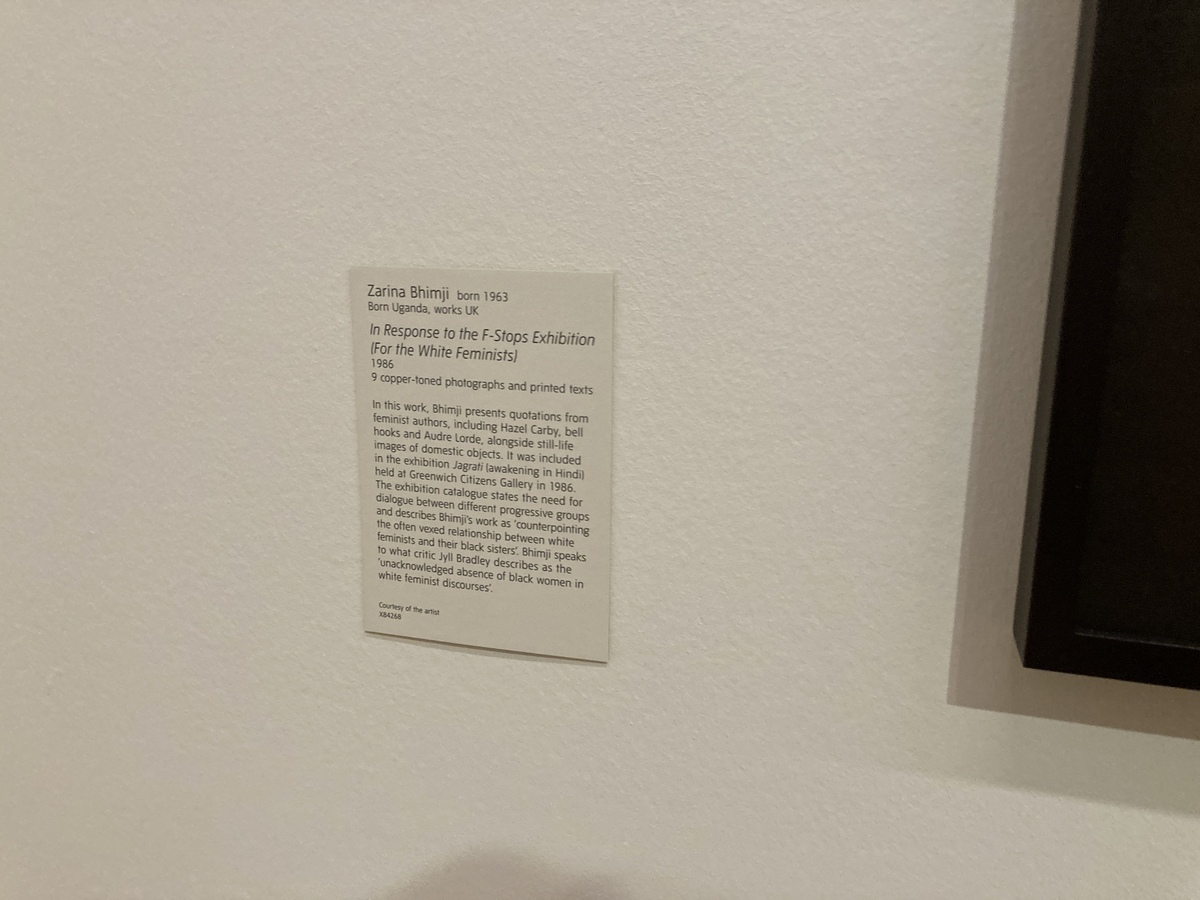 Zarina Bhimji born 1963
Born Uganda, works UK
In Response to the F-Stops Exhibition
(For the White Feminists)
1986
9 copper-toned photographs and printed texts
In this work, Bhimji presents quotations from
feminist authors, including Hazel Carby, bell
hooks and Audre Lorde, alongside still-life
images of domestic objects. It was included
in the exhibition Jagrati (awakening in Hindi)
held at Greenwich Citizens Gallery in 1986.
The exhibition catalogue states the need for
dialogue between different progressive groups
and describes Bhimji's work as 'counterpointing
the often vexed relationship between white
feminists and their black sisters'. Bhimji speaks
to what critic Jyll Bradley describes as the
'unacknowledged absence of black women in
white feminist discourses'.
Courtesy of the artist
X84268